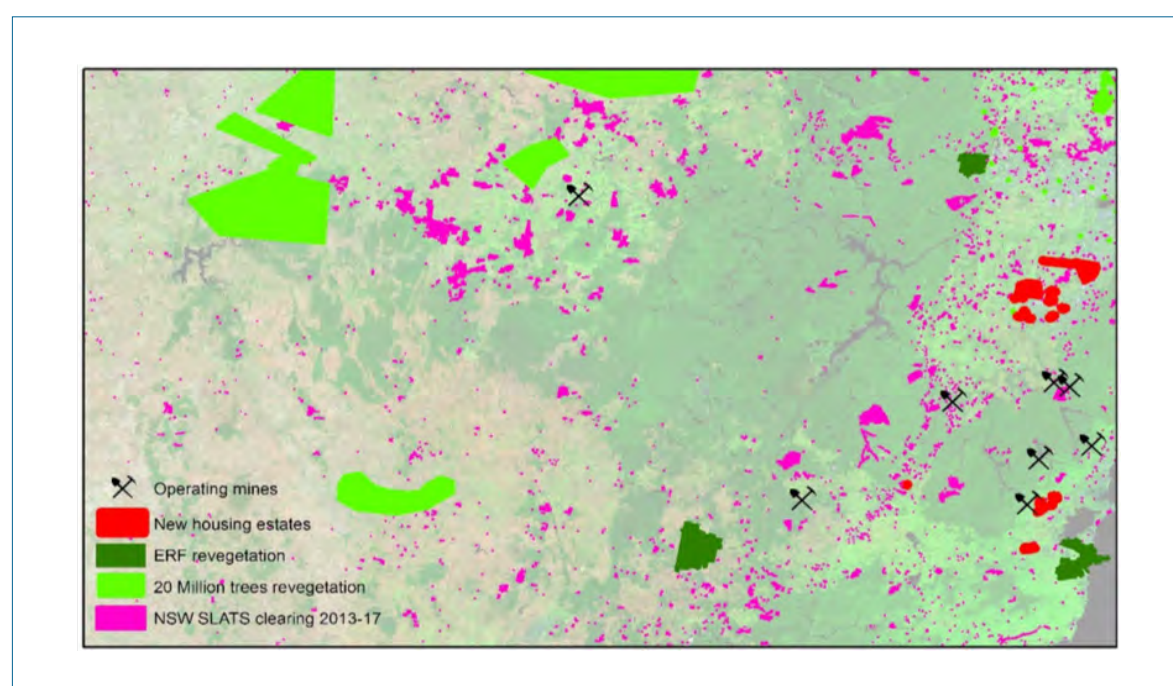 Operating mines
New housing estates
ERF revegetation
20 Million trees revegetation
NSW SLATS clearing 2013-17